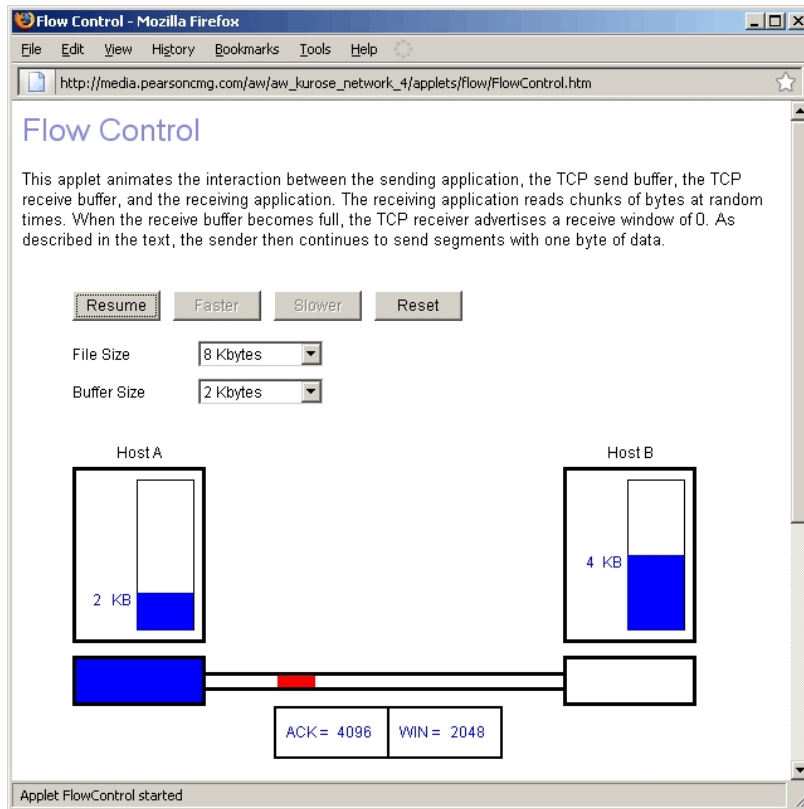 Flow Control - Mozilla Firefox
File Edit View History Bookmarks Tools Help
http://media.pearsoncmg.com/aw/aw_kurose_network_4/applets/flow/FlowControl.htm
Flow Control
This applet animates the interaction between the sending application, the TCP send buffer, the TCP
receive buffer, and the receiving application. The receiving application reads chunks of bytes at random
times. When the receive buffer becomes full, the TCP receiver advertises a receive window of 0. As
described in the text, the sender then continues to send segments with one byte of data.
Resume Faster Slower Reset
File Size 8 Kbytes
Buffer Size 2 Kbytes
Host A Host B
4 KB
2 KB
ACK = 4096 WIN = 2048
Applet FlowControl started